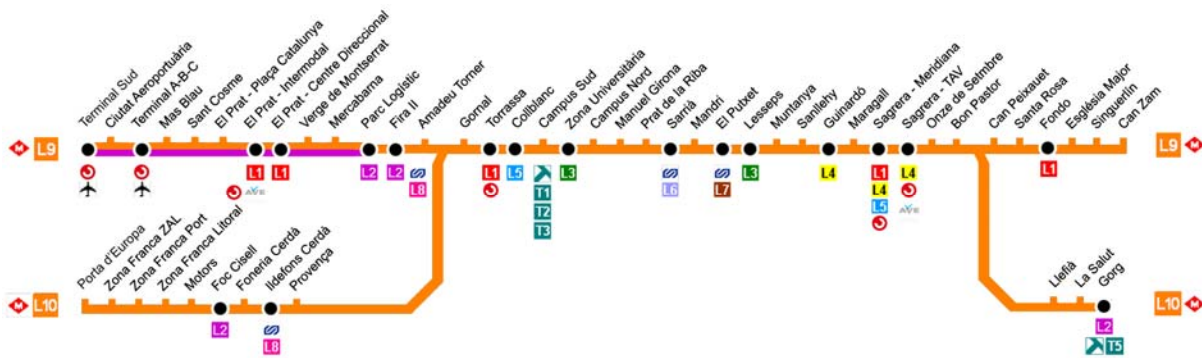 Terminal Sud
Ciutat Aeroportuària
Terminal A-B-C
Mas Blau
Sant Cosme
El Prat - Plaça Catalunya
El Prat - Intermodal
El Prat - Centre Direccional
Verge de Montserrat
Mercabarna
Parc Logístic
Fira II
Amadeu Torner
Gornal
Torrassa
Collblanc
Campus Sud
Zona Universitària
Campus Nord
Manuel Girona
Prat de la Riba
Sarrià
Mandri
El Putxet
Lesseps
Muntanya
Sanllehy
Guinardó
Maragall
Sagrera - Meridiana
Sagrera - TAV
Onze de Setmbre
Bon Pastor
Can Peixauet
Santa Rosa
Fondo
Església Major
Singuerlín
Can Zam
M L9
L9 M
L1
L1
L2
L2
L8
L1
L5
T1
T2
T3
L3
L6
L7
L3
L4
L1
L4
L5
L4
L1
AVE
AVE
Porta d'Europa
Zona Franca ZAL
Zona Franca Port
Zona Franca Litoral
Motors
Foc Cisell
Foneria Cerdà
Ildefons Cerdà
Provença
Llefià
La Salut
Gorg
M L10
L10 M
L2
L8
L2
T5